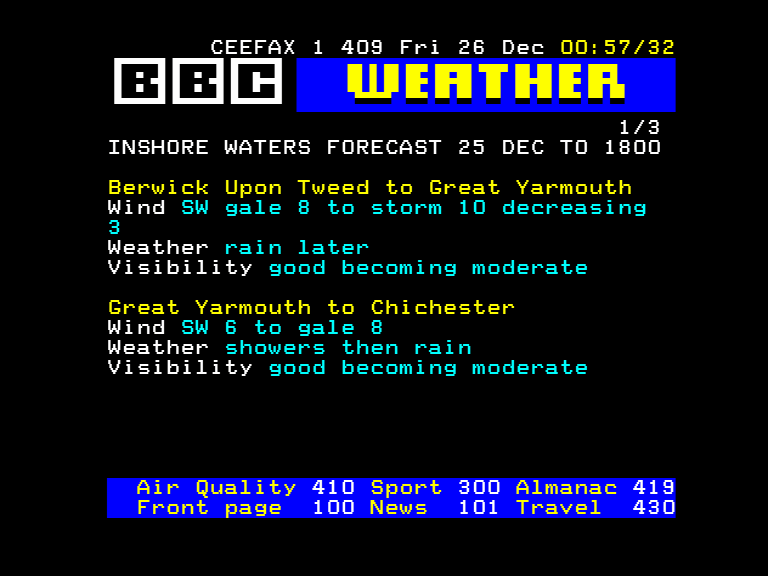 CEEFAX 1 409 Fri 26 Dec 00:57/32
BBC WEATHER
1/3
INSHORE WATERS FORECAST 25 DEC TO 1800
Berwick Upon Tweed to Great Yarmouth
Wind SW gale 8 to storm 10 decreasing
3
Weather rain later
Visibility good becoming moderate
Great Yarmouth to Chichester
Wind SW 6 to gale 8
Weather showers then rain
Visibility good becoming moderate
Air Quality 410 Sport 300 Almanac 419
Front page 100 News 101 Travel 430